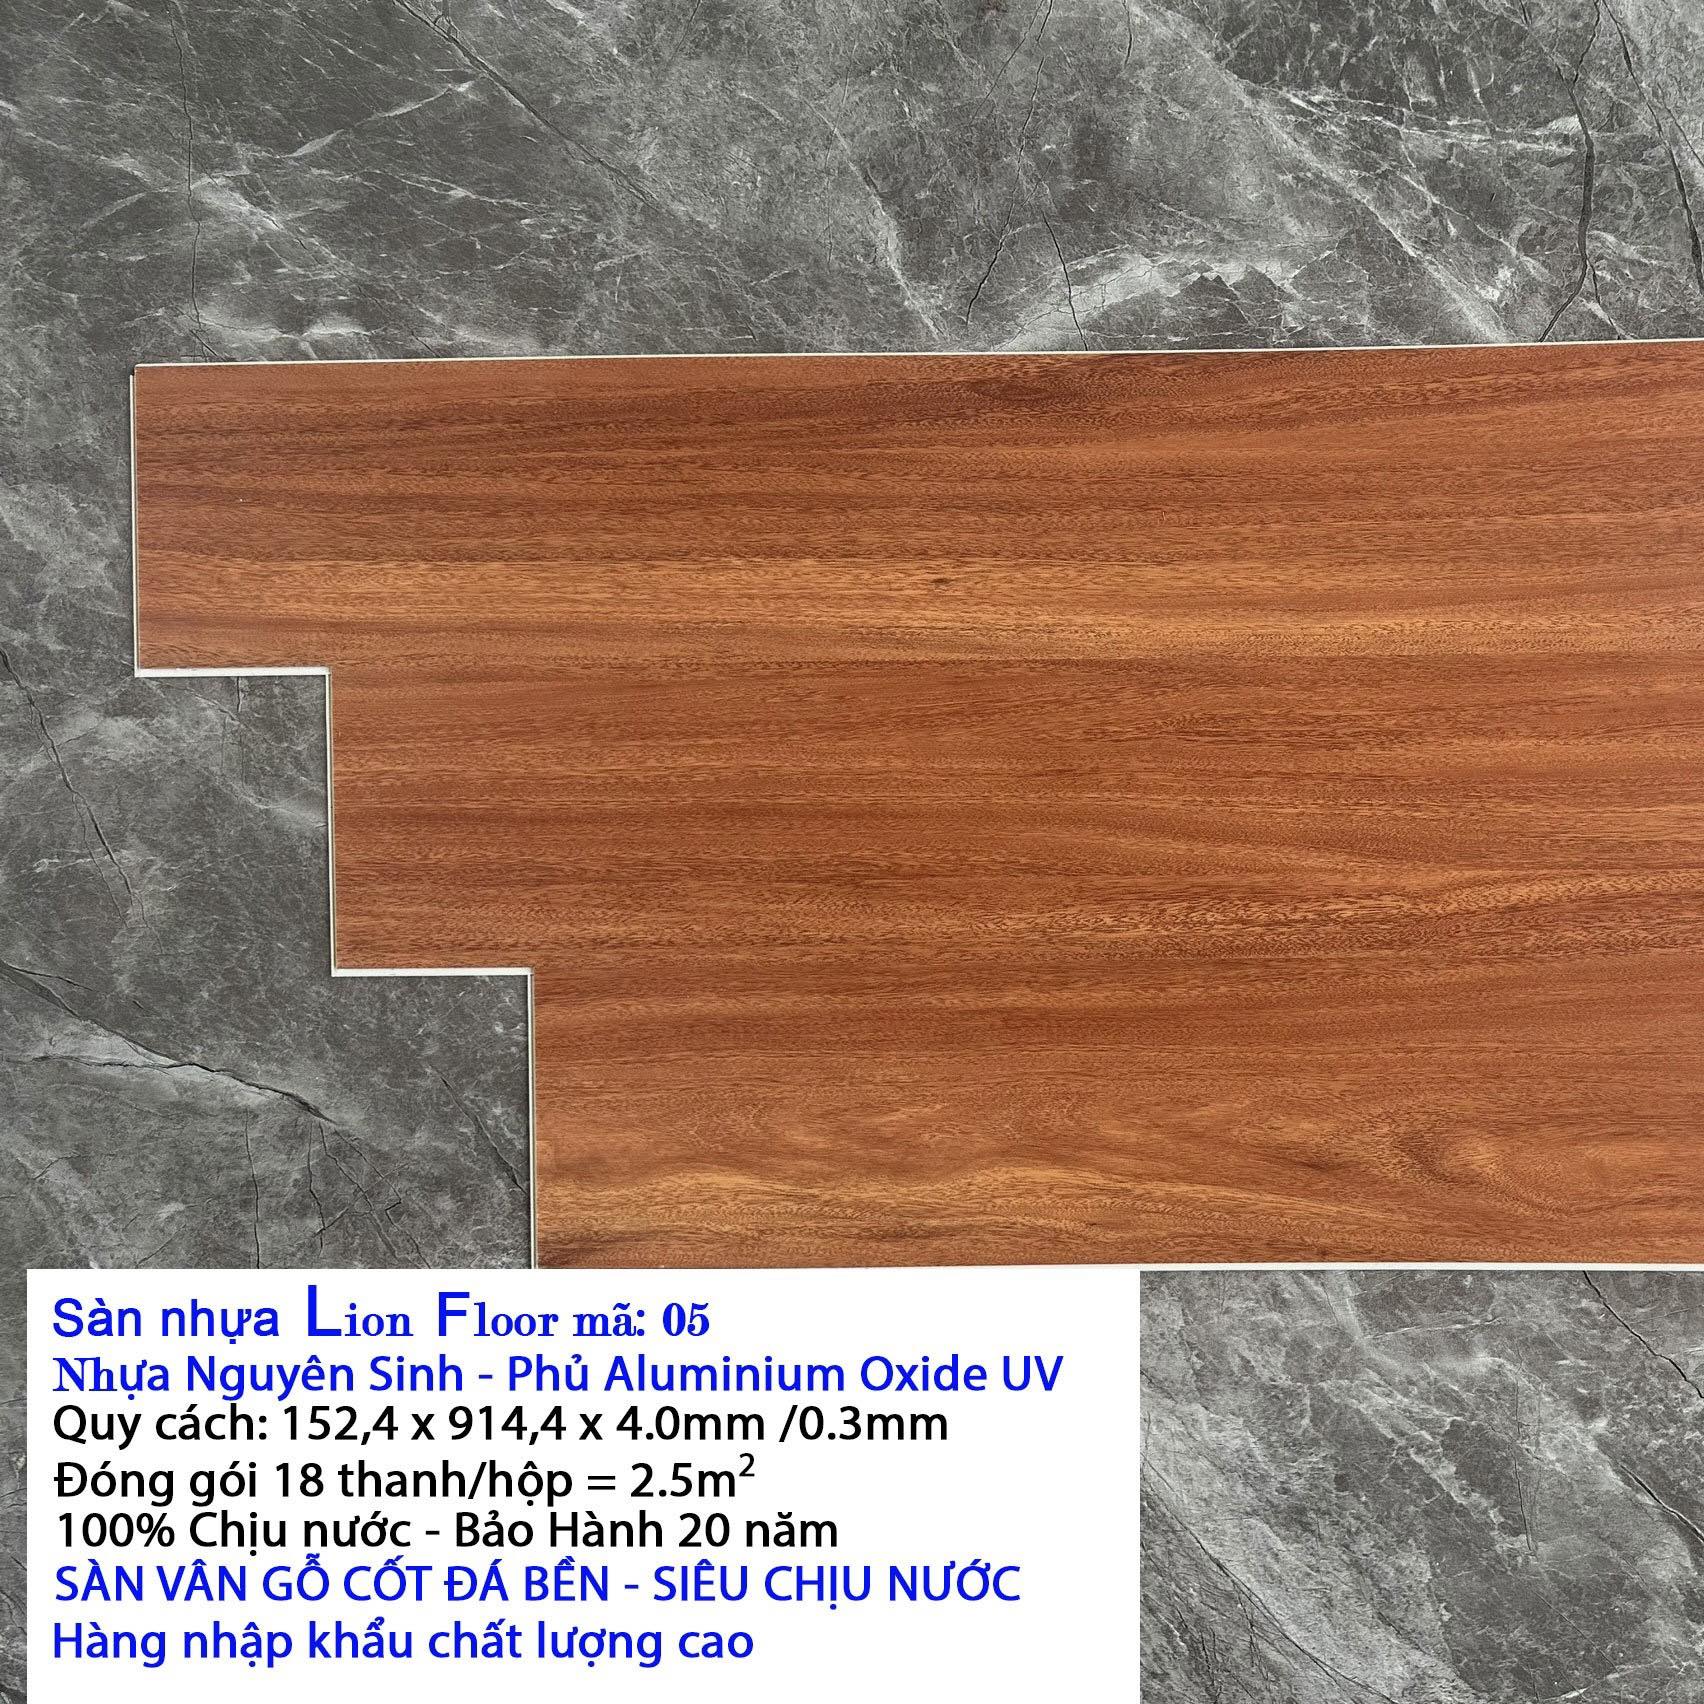 Sàn nhựa Lion Floor mã: 05
Nhựa Nguyên Sinh - Phủ Aluminium Oxide UV
Quy cách: 152,4 x 914,4 x 4.0mm /0.3mm
Đóng gói 18 thanh/hộp = 2.5m²
100% Chịu nước - Bảo Hành 20 năm
SÀN VÂN GỖ CỐT ĐÁ BỀN - SIÊU CHỊU NƯỚC
Hàng nhập khẩu chất lượng cao